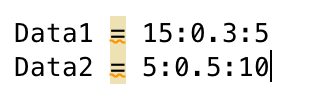 Data1 = 15:0.3:5
Data2 = 5:0.5:10